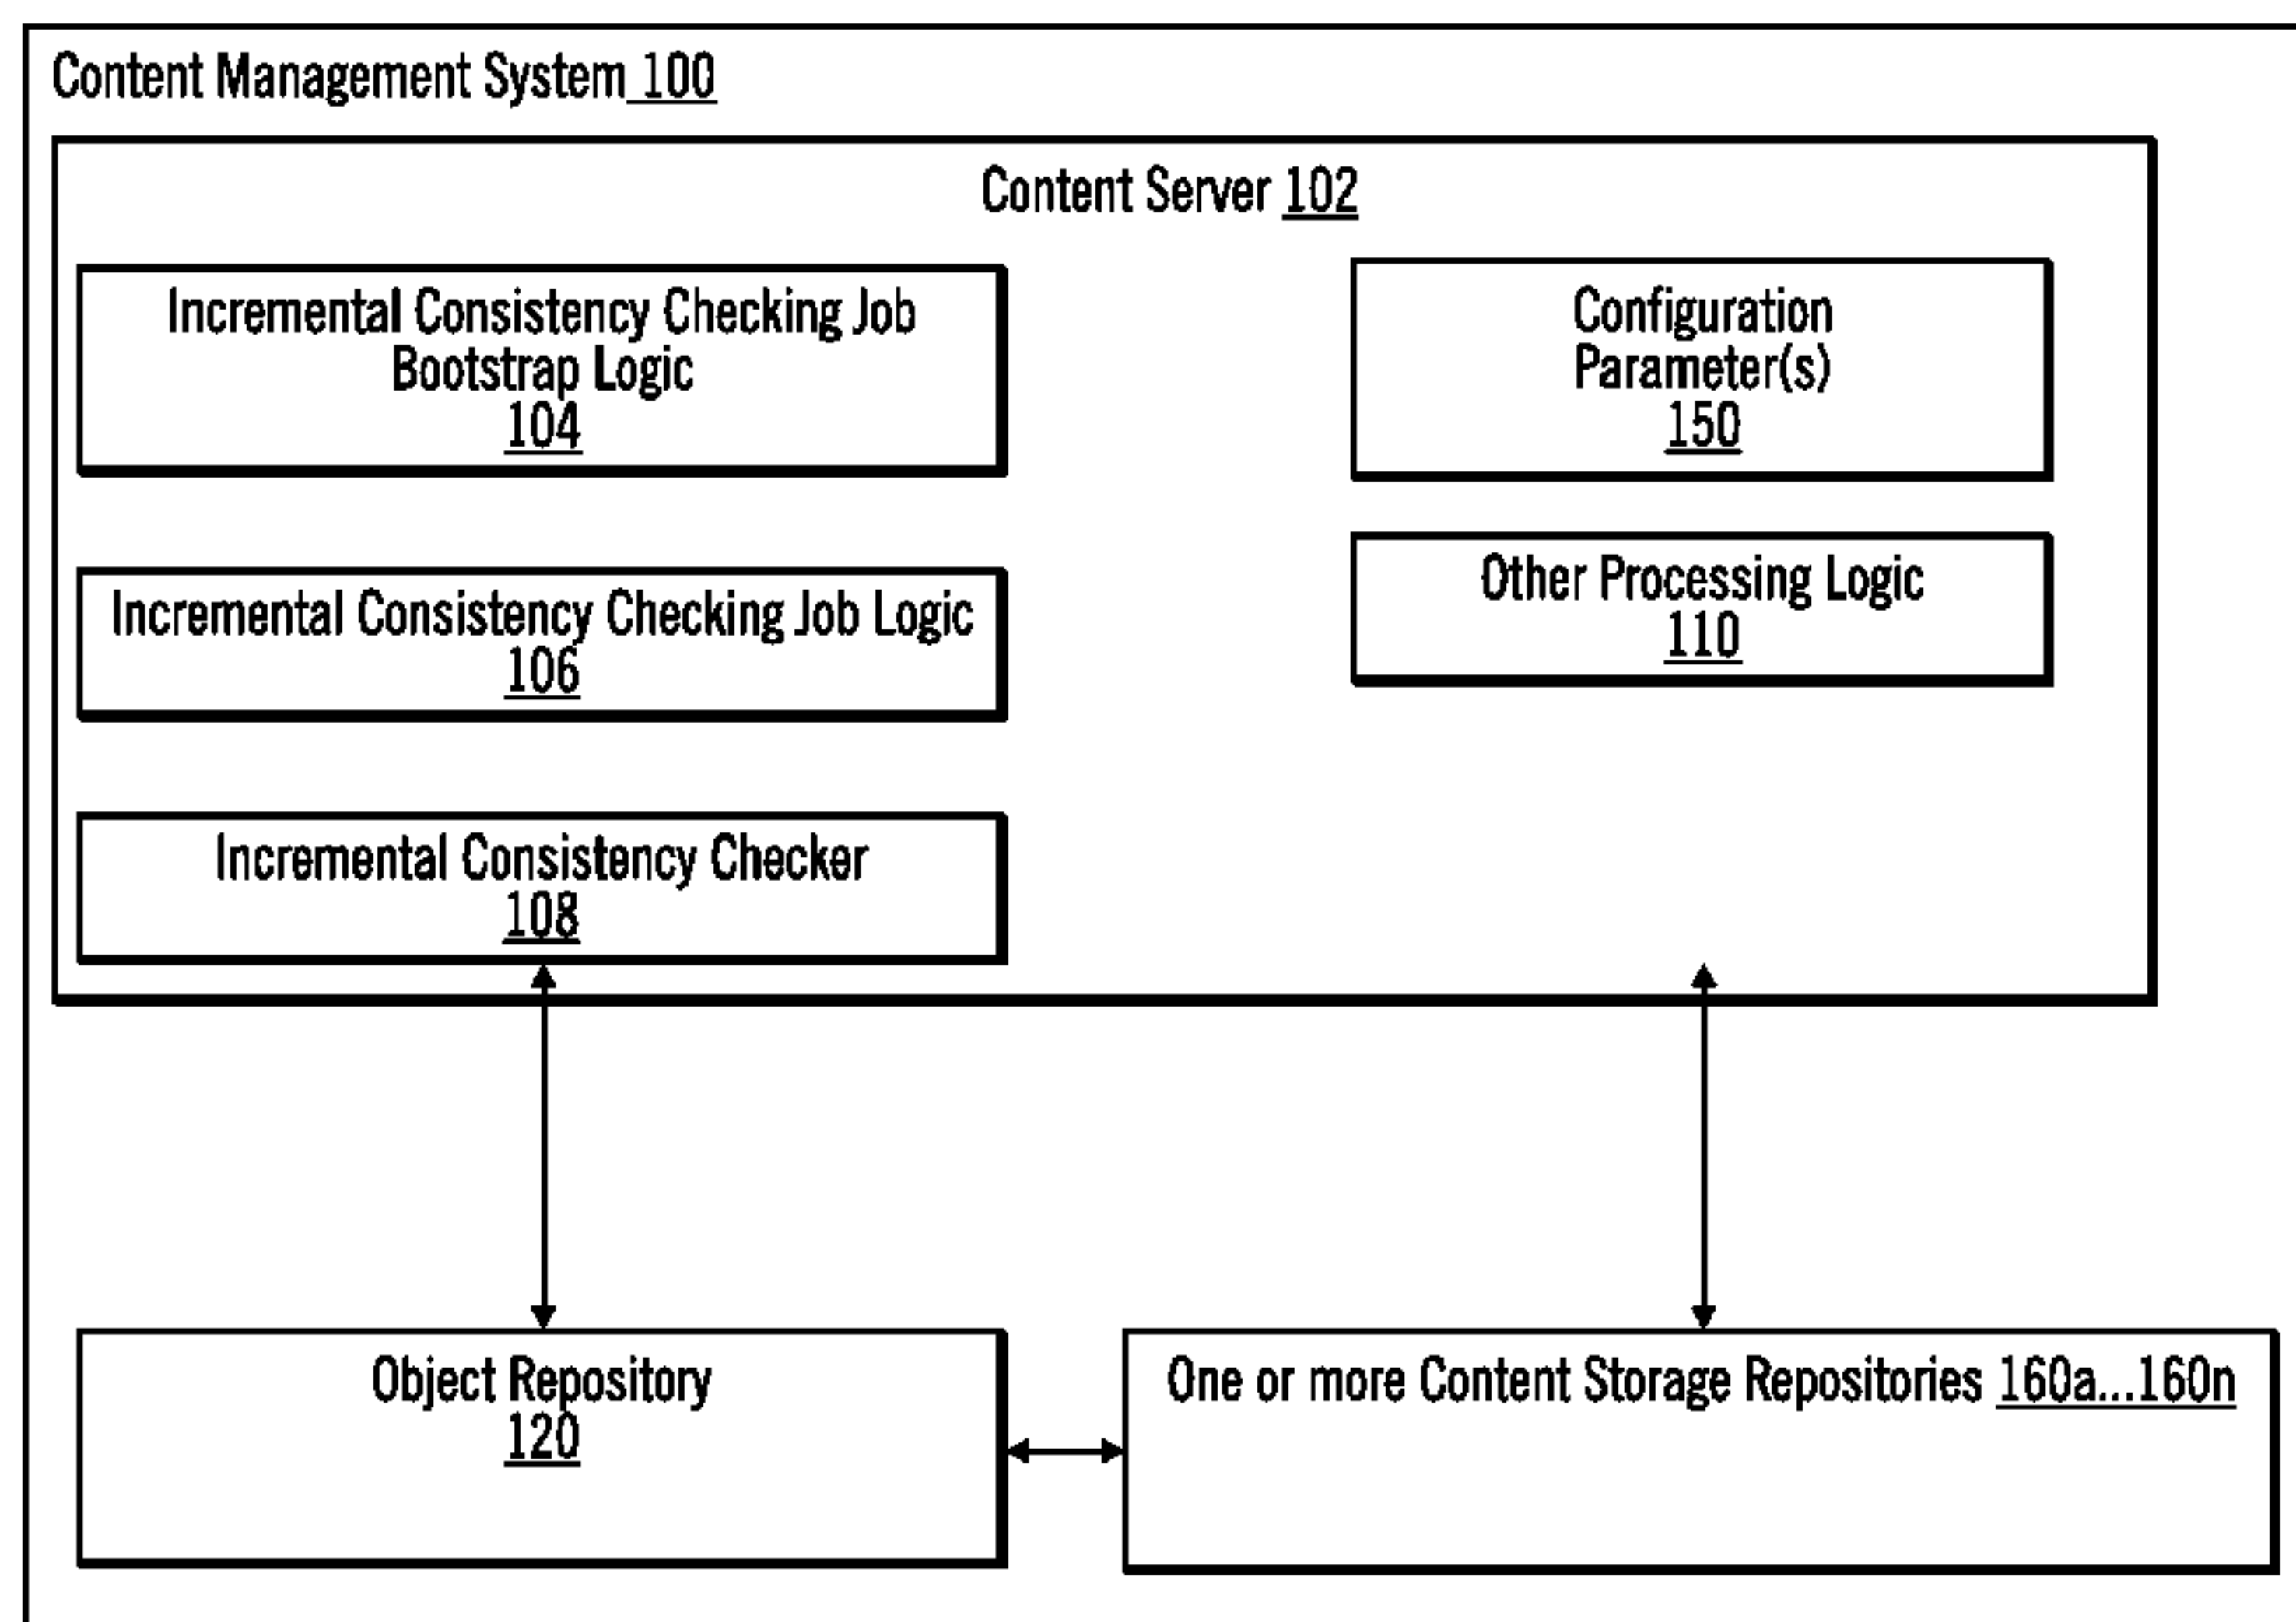 Content Management System 100
Content Server 102
Incremental Consistency Checking Job
Bootstrap Logic
104
Configuration
Parameter(s)
150
Incremental Consistency Checking Job Logic
106
Other Processing Logic
110
Incremental Consistency Checker
108
Object Repository
120
One or more Content Storage Repositories 160a...160n